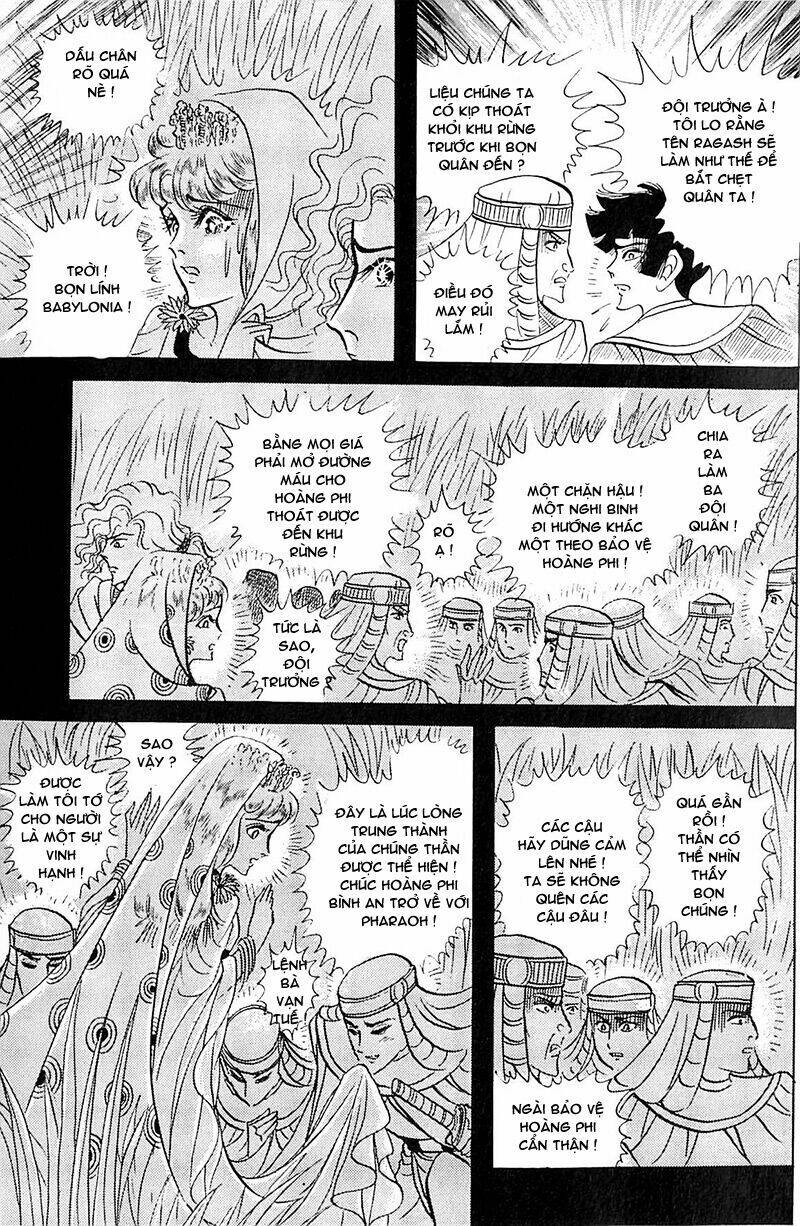 ĐỘI TRƯỞNG À !
TÔI LO RẰNG
TÊN RAGASH SẼ
LÀM NHƯ THẾ ĐỂ
BẮT CHẸT
QUÂN TA !
LIỆU CHÚNG TA
CÓ KỊP THOÁT
KHỎI KHU RỪNG
TRƯỚC KHI BỌN
QUÂN ĐẾN ?
ĐIỀU ĐÓ
MAY RỦI
LẮM !
DẤU CHÂN
RÕ QUÁ
NÈ !
TRỜI !
BỌN LÍNH
BABYLONIA !
CHIA
RA
LÀM
BA
ĐỘI
QUÂN !
MỘT CHẶN HẬU !
MỘT NGHI BINH
ĐI HƯỚNG KHÁC
MỘT THEO BẢO VỆ
HOÀNG PHI !
RÕ
Ạ !
BẰNG MỌI GIÁ
PHẢI MỞ ĐƯỜNG
MÁU CHO
HOÀNG PHI
THOÁT ĐƯỢC
ĐẾN KHU
RỪNG !
TỨC LÀ
SAO,
ĐỘI
TRƯỞNG ?
QUÁ GẦN
RỒI !
THẦN CÓ
THỂ NHÌN
THẤY
BỌN
CHÚNG !
CÁC CẬU
HÃY DŨNG CẢM
LÊN NHÉ !
TA SẼ KHÔNG
QUÊN CÁC
CẬU ĐÂU !
NGÀI BẢO VỆ
HOÀNG PHI
CẨN THẬN !
ĐÂY LÀ LÚC LÒNG
TRUNG THÀNH
CỦA CHÚNG THẦN
ĐƯỢC THỂ HIỆN !
CHÚC HOÀNG PHI
BÌNH AN TRỞ VỀ VỚI
PHARAOH !
SAO
VẬY ?
ĐƯỢC
LÀM TÔI TỚ
CHO NGƯỜI
LÀ MỘT SỰ
VINH
HẠNH !
LỆNH
BÀ
VẠN
TUẾ